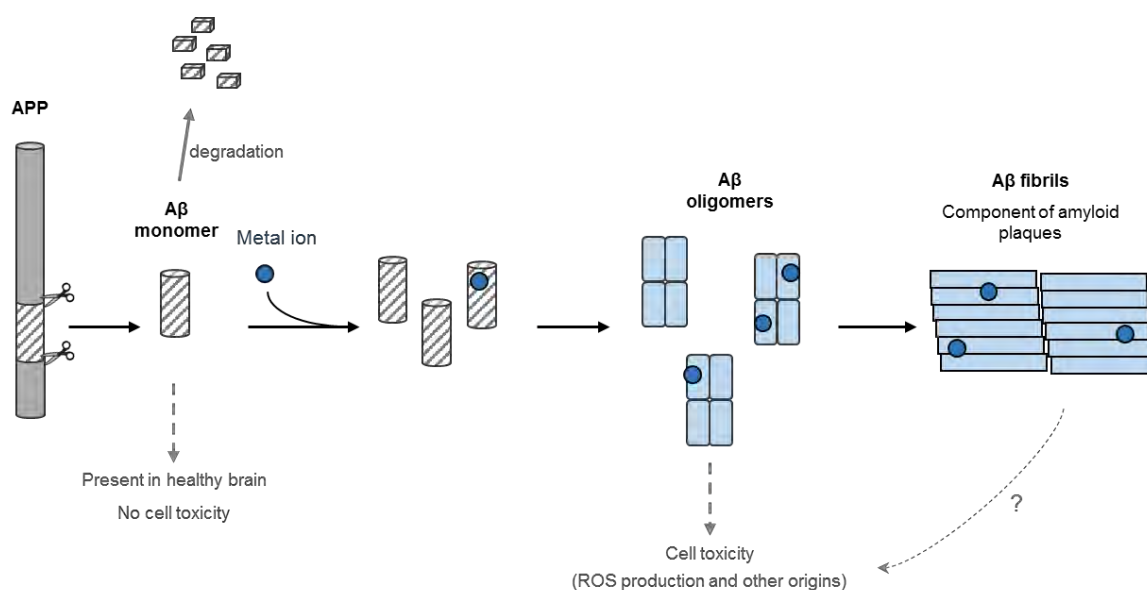 APP
degradation
Aβ
monomer
Metal ion
Present in healthy brain
No cell toxicity
Aβ
oligomers
Cell toxicity
(ROS production and other origins)
Aβ fibrils
Component of amyloid
plaques
?